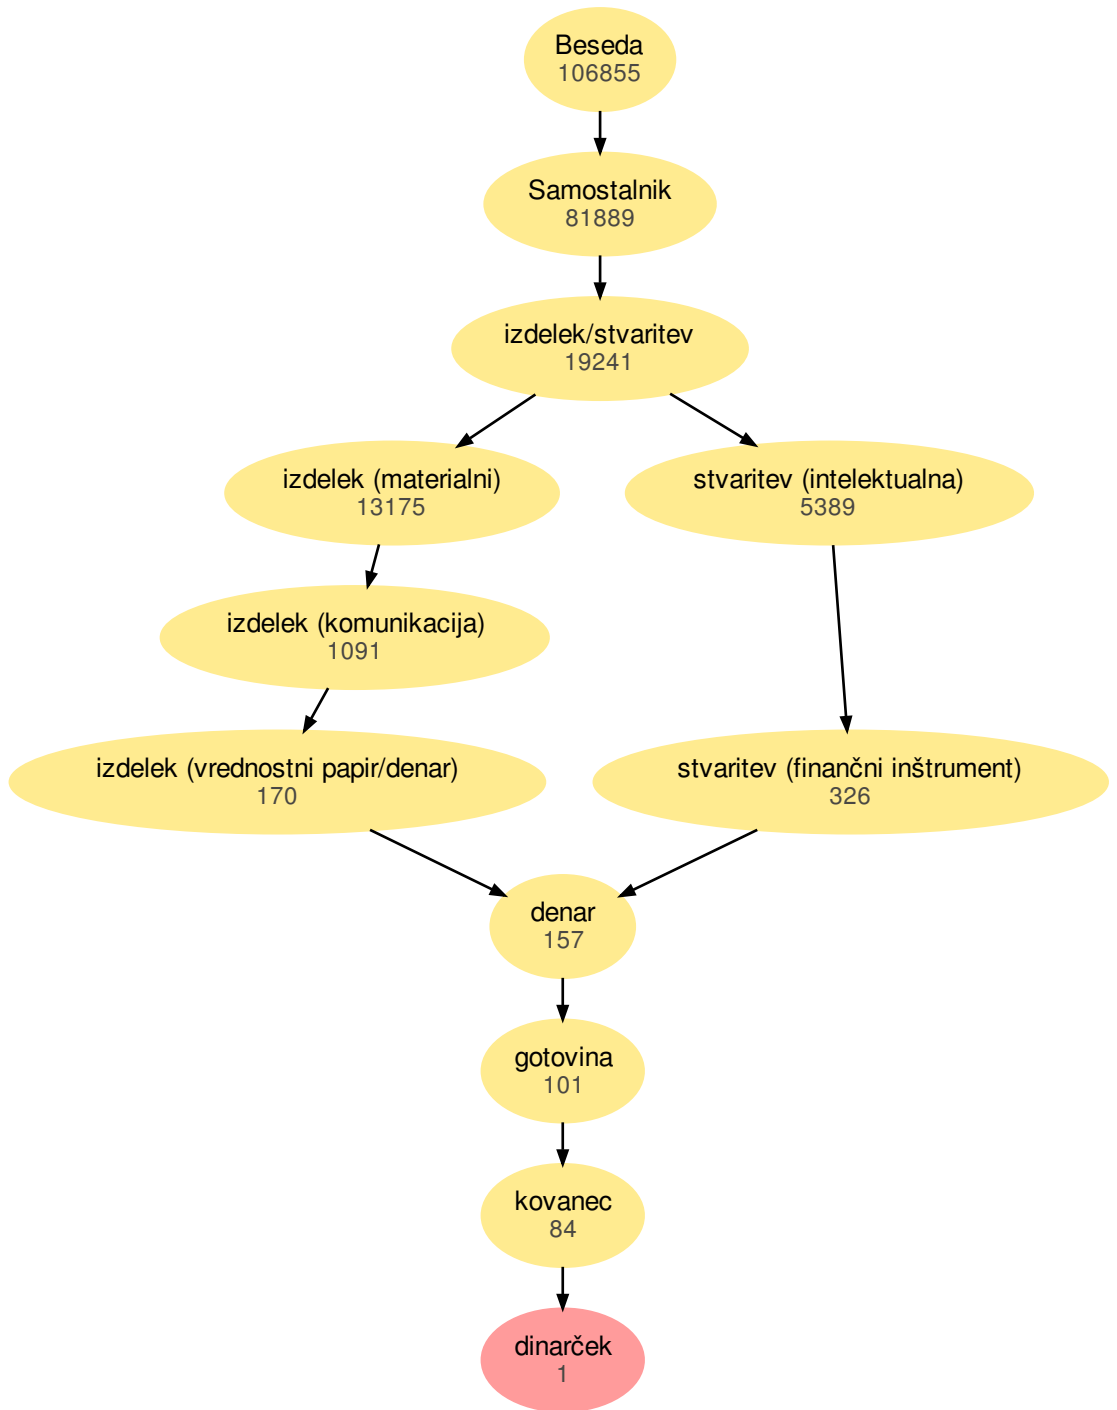 Beseda
106855
Samostalnik
81889
izdelek/stvaritev
19241
izdelek (materialni)
13175
stvaritev (intelektualna)
5389
izdelek (komunikacija)
1091
izdelek (vrednostni papir/denar)
170
stvaritev (finančni inštrument)
326
denar
157
gotovina
101
kovanec
84
dinarček
1